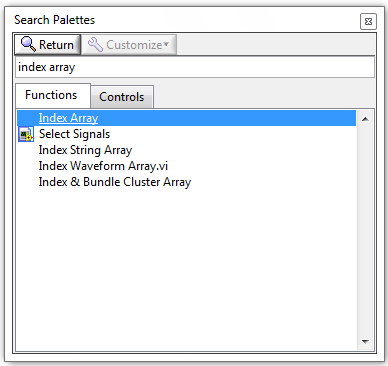 Search Palettes
Return Customize
index array
Functions Controls
Index Array
Select Signals
Index String Array
Index Waveform Array.vi
Index & Bundle Cluster Array